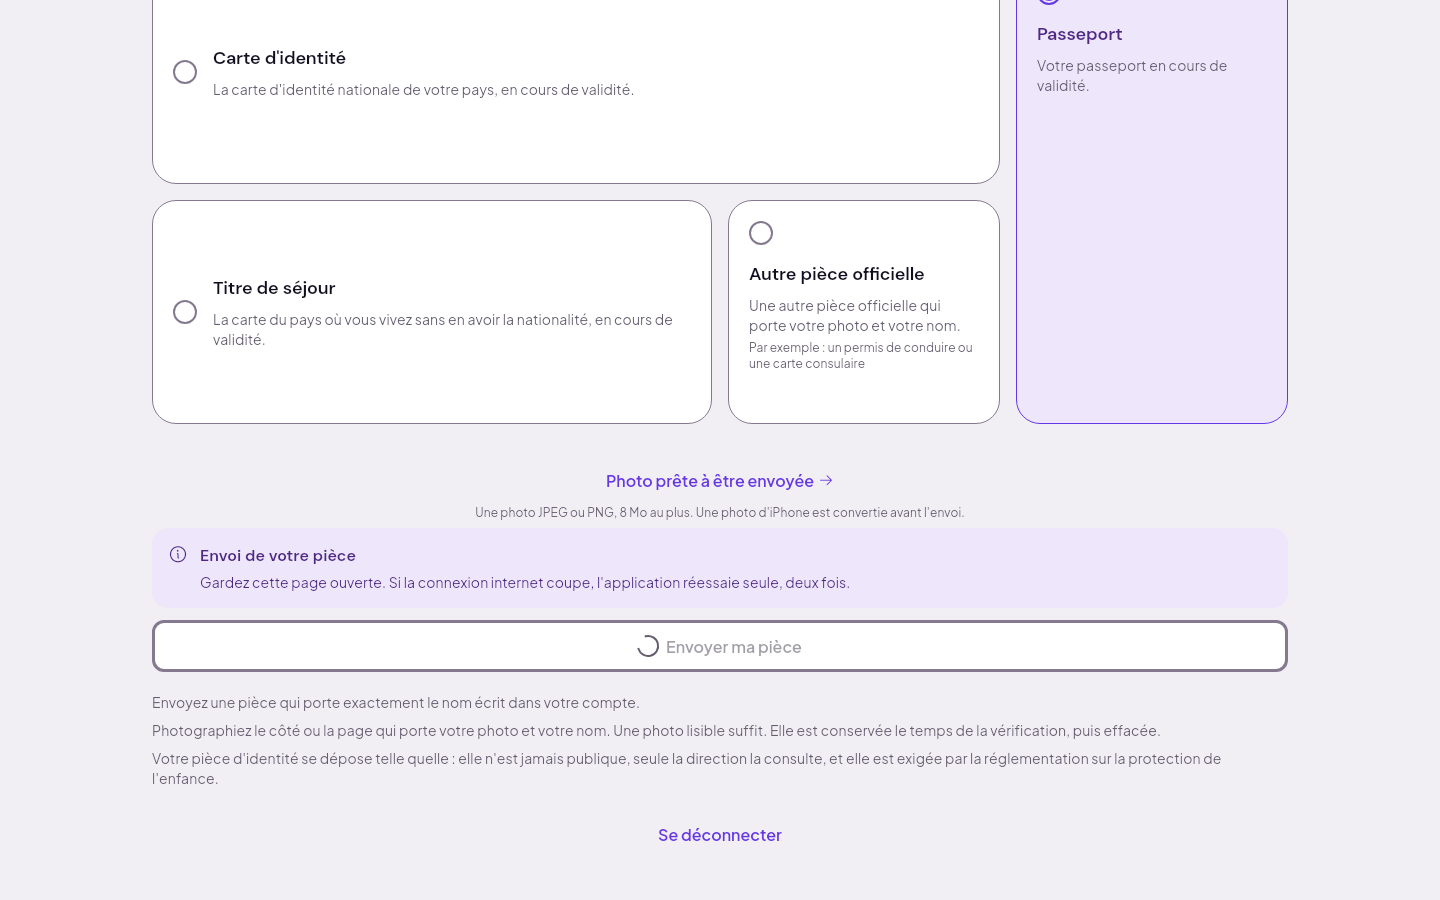 Carte d'identité
La carte d'identité nationale de votre pays, en cours de validité.
Passeport
Votre passeport en cours de
validité.
Titre de séjour
La carte du pays où vous vivez sans en avoir la nationalité, en cours de
validité.
Autre pièce officielle
Une autre pièce officielle qui
porte votre photo et votre nom.
Par exemple : un permis de conduire ou
une carte consulaire
Photo prête à être envoyée →
Une photo JPEG ou PNG, 8 Mo au plus. Une photo d'iPhone est convertie avant l'envoi.
Envoi de votre pièce
Gardez cette page ouverte. Si la connexion internet coupe, l'application réessaie seule, deux fois.
Envoyer ma pièce
Envoyez une pièce qui porte exactement le nom écrit dans votre compte.
Photographiez le côté ou la page qui porte votre photo et votre nom. Une photo lisible suffit. Elle est conservée le temps de la vérification, puis effacée.
Votre pièce d'identité se dépose telle quelle : elle n'est jamais publique, seule la direction la consulte, et elle est exigée par la réglementation sur la protection de
l'enfance.
Se déconnecter